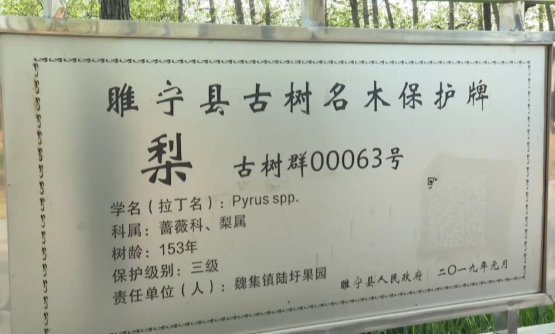 睢宁县古树名木保护牌
梨 古树群00063号
学名（拉丁名）：Pyrus spp.
科属：蔷薇科、梨属
树龄：153年
保护级别：三级
责任单位（人）：魏集镇陆圩果园
睢宁县人民政府 二〇一九年元月